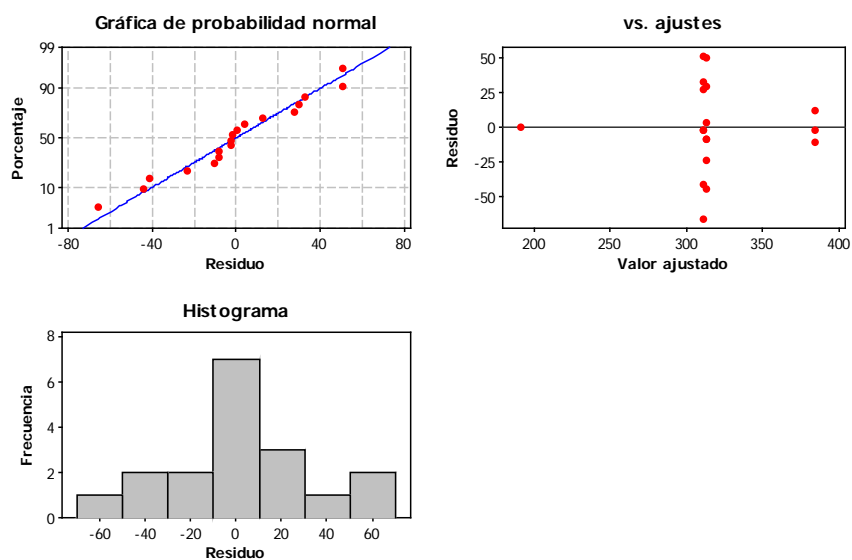 Gráfica de probabilidad normal
99
90
50
10
1
Porcentaje
-80 -40 0 40 80
Residuo
vs. ajustes
50
25
0
-25
-50
Residuo
200 250 300 350 400
Valor ajustado
Histograma
8
6
4
2
0
Frecuencia
-60 -40 -20 0 20 40 60
Residuo